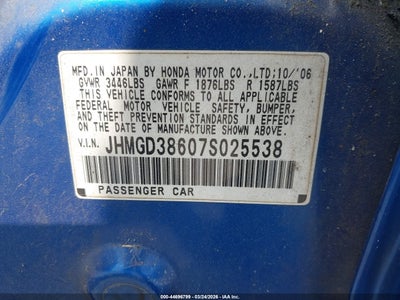 MFD. IN JAPAN BY HONDA MOTOR CO.,LTD:10/'06
GVWR 3446LBS GAWR F 1876LBS R 1587LBS
THIS VEHICLE CONFORMS TO ALL APPLICABLE
FEDERAL MOTOR VEHICLE SAFETY, BUMPER,
AND THEFT PREVENTION STANDARDS
IN EFFECT ON THE DATE OF MANUFACTURE
SHOWN ABOVE.
V.I.N. JHMGD38607S025538
PASSENGER CAR
000-44696799 - 03/24/2026 - IAAI.COM